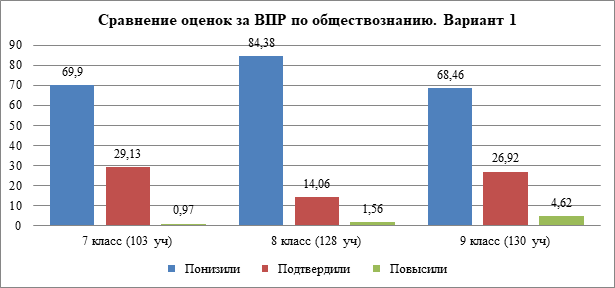 Сравнение оценок за ВПР по обществознанию. Вариант 1
90
80
70
60
50
40
30
20
10
0
69,9
29,13
0,97
84,38
14,06
1,56
68,46
26,92
4,62
7 класс (103 уч)
8 класс (128 уч)
9 класс (130 уч)
Понизили
Подтвердили
Повысили